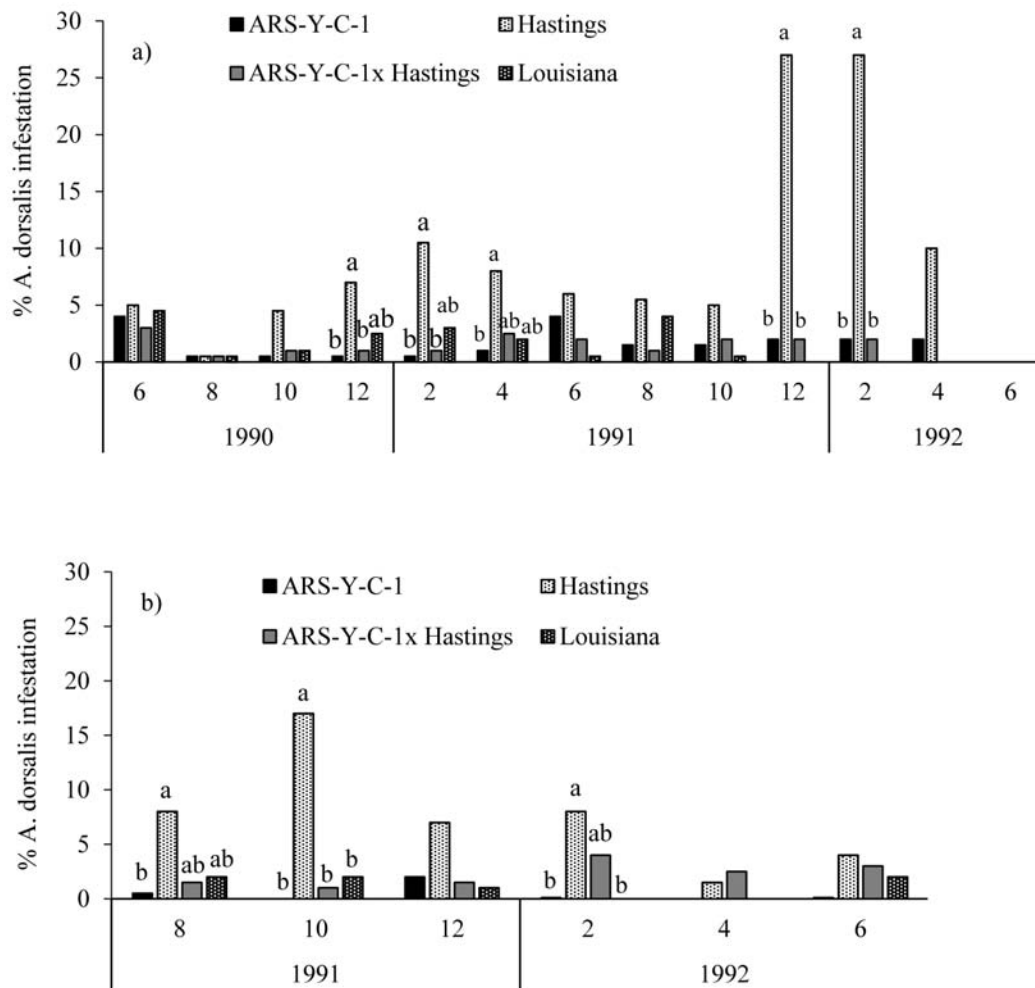 a)
ARS-Y-C-1 Hastings
ARS-Y-C-1x Hastings Louisiana
% A. dorsalis infestation
30
25
20
15
10
5
0
b a b ab
b a b ab
b a ab ab
b a b
b a b
6 8 10 12 2 4 6 8 10 12 2 4 6
1990 1991 1992
b)
ARS-Y-C-1 Hastings
ARS-Y-C-1x Hastings Louisiana
% A. dorsalis infestation
30
25
20
15
10
5
0
b a ab ab
b a b b
b a ab b
8 10 12 2 4 6
1991 1992